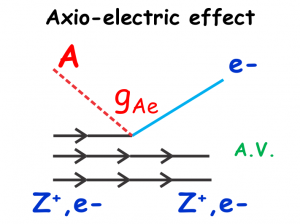 Axio-electric effect
A e-
gAe
A.V.
Z+,e- Z+,e-